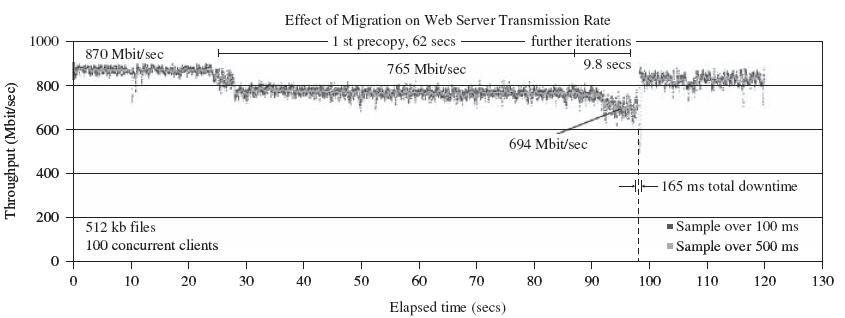 Effect of Migration on Web Server Transmission Rate
1000
800
600
400
200
0
Throughput (Mbit/sec)
870 Mbit/sec
1 st precopy, 62 secs
further iterations
765 Mbit/sec
9.8 secs
694 Mbit/sec
165 ms total downtime
512 kb files
100 concurrent clients
Sample over 100 ms
Sample over 500 ms
0 10 20 30 40 50 60 70 80 90 100 110 120 130
Elapsed time (secs)